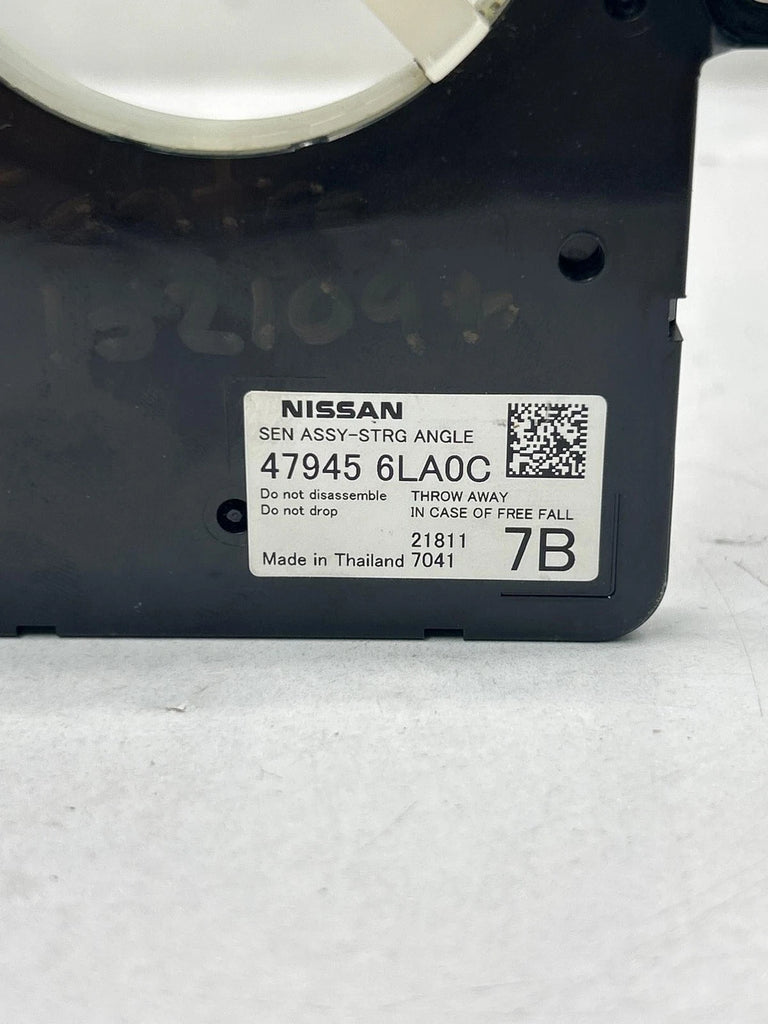 NISSAN
SEN ASSY-STRG ANGLE
47945 6LA0C
Do not disassemble THROW AWAY
Do not drop IN CASE OF FREE FALL
21811
Made in Thailand 7041
7B